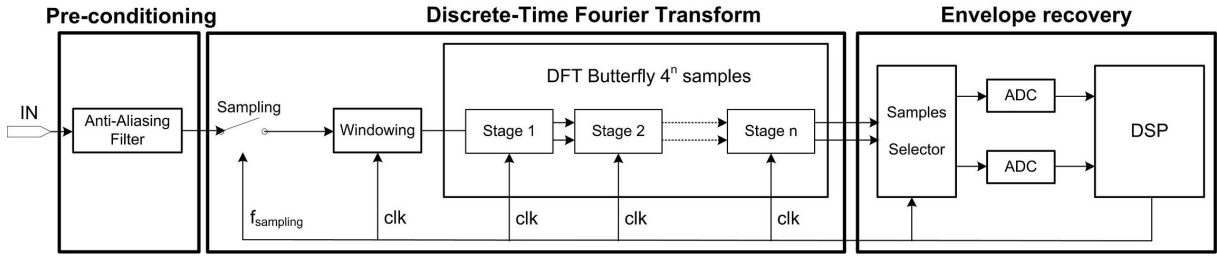 Pre-conditioning
Discrete-Time Fourier Transform
Envelope recovery
IN
Anti-Aliasing
Filter
Sampling
Windowing
DFT Butterfly 4ⁿ samples
Stage 1
Stage 2
Stage n
Samples
Selector
ADC
ADC
DSP
fsampling
clk
clk
clk
clk